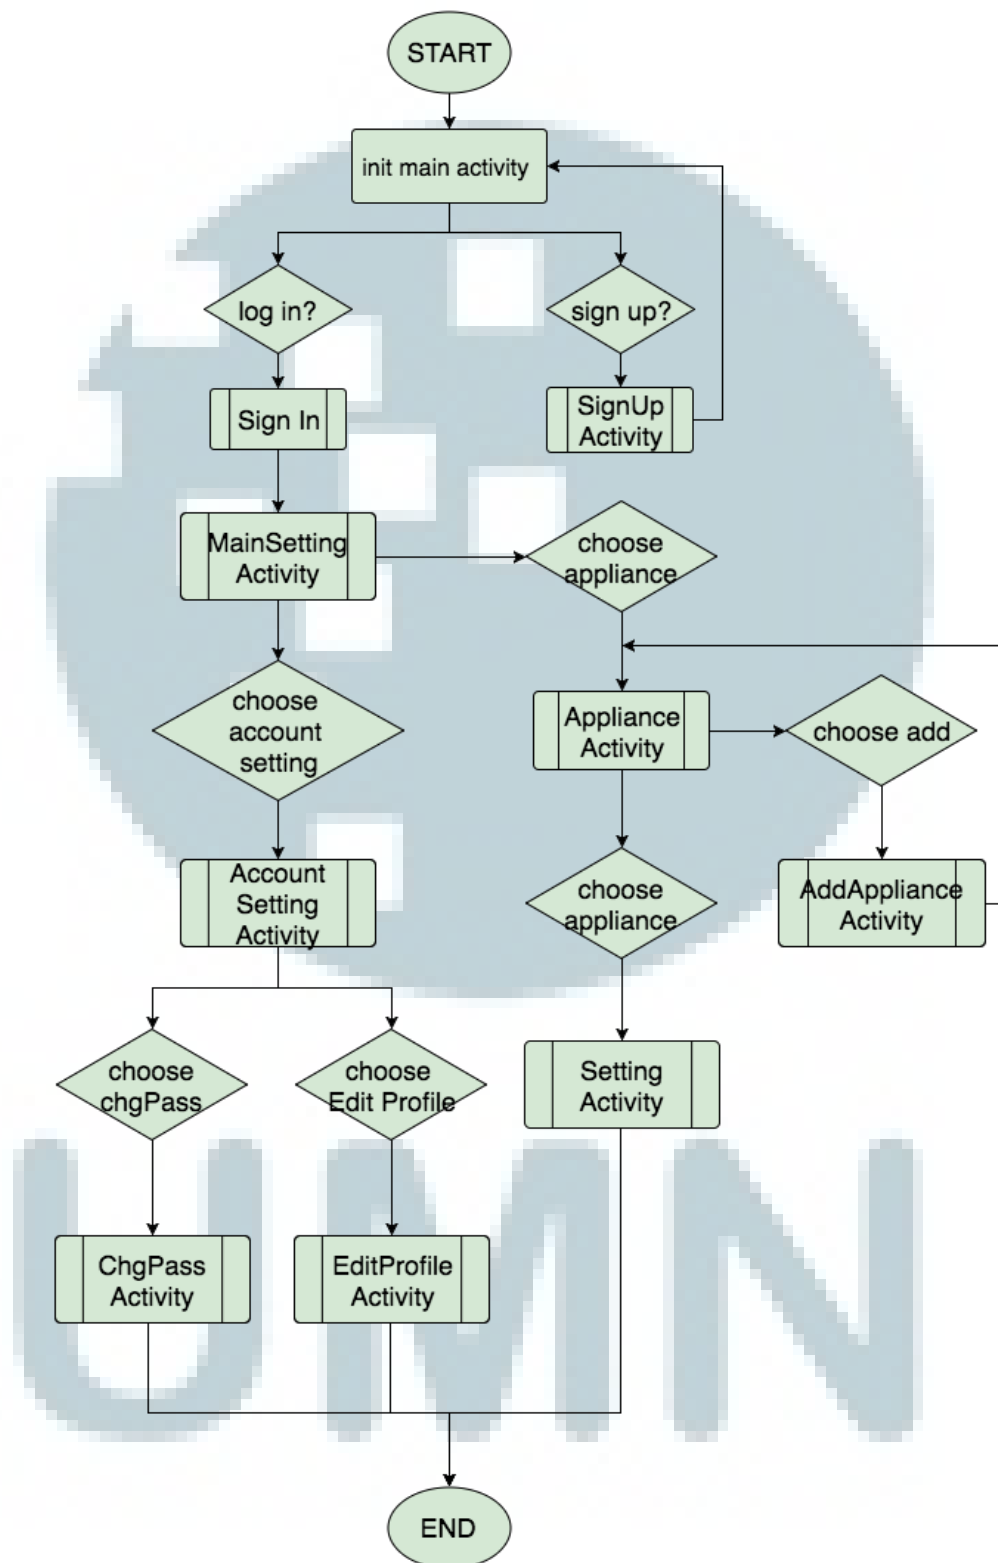 START
init main activity
log in?
sign up?
Sign In
SignUp
Activity
MainSetting
Activity
choose
appliance
choose
account
setting
Appliance
Activity
choose add
Account
Setting
Activity
choose
appliance
AddAppliance
Activity
choose
chgPass
choose
Edit Profile
Setting
Activity
ChgPass
Activity
EditProfile
Activity
END
UMN